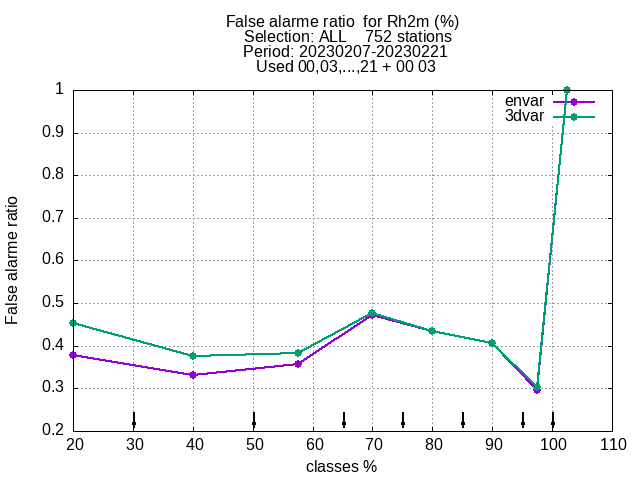 False alarme ratio  for Rh2m (%)
Selection: ALL    752 stations
Period: 20230207-20230221
Used 00,03,...,21 + 00 03
envar
3dvar
False alarme ratio
1
0.9
0.8
0.7
0.6
0.5
0.4
0.3
0.2
20 30 40 50 60 70 80 90 100 110
classes %